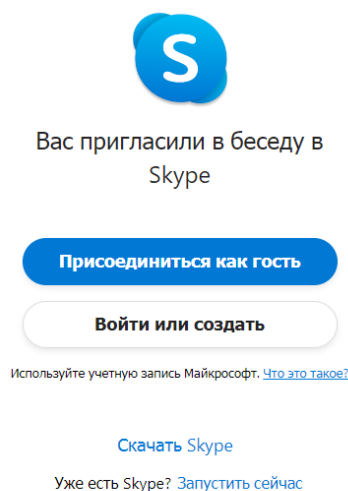 S
Вас пригласили в беседу в
Skype
Присоединиться как гость
Войти или создать
Используйте учетную запись Майкрософт. Что это такое?
Скачать Skype
Уже есть Skype? Запустить сейчас